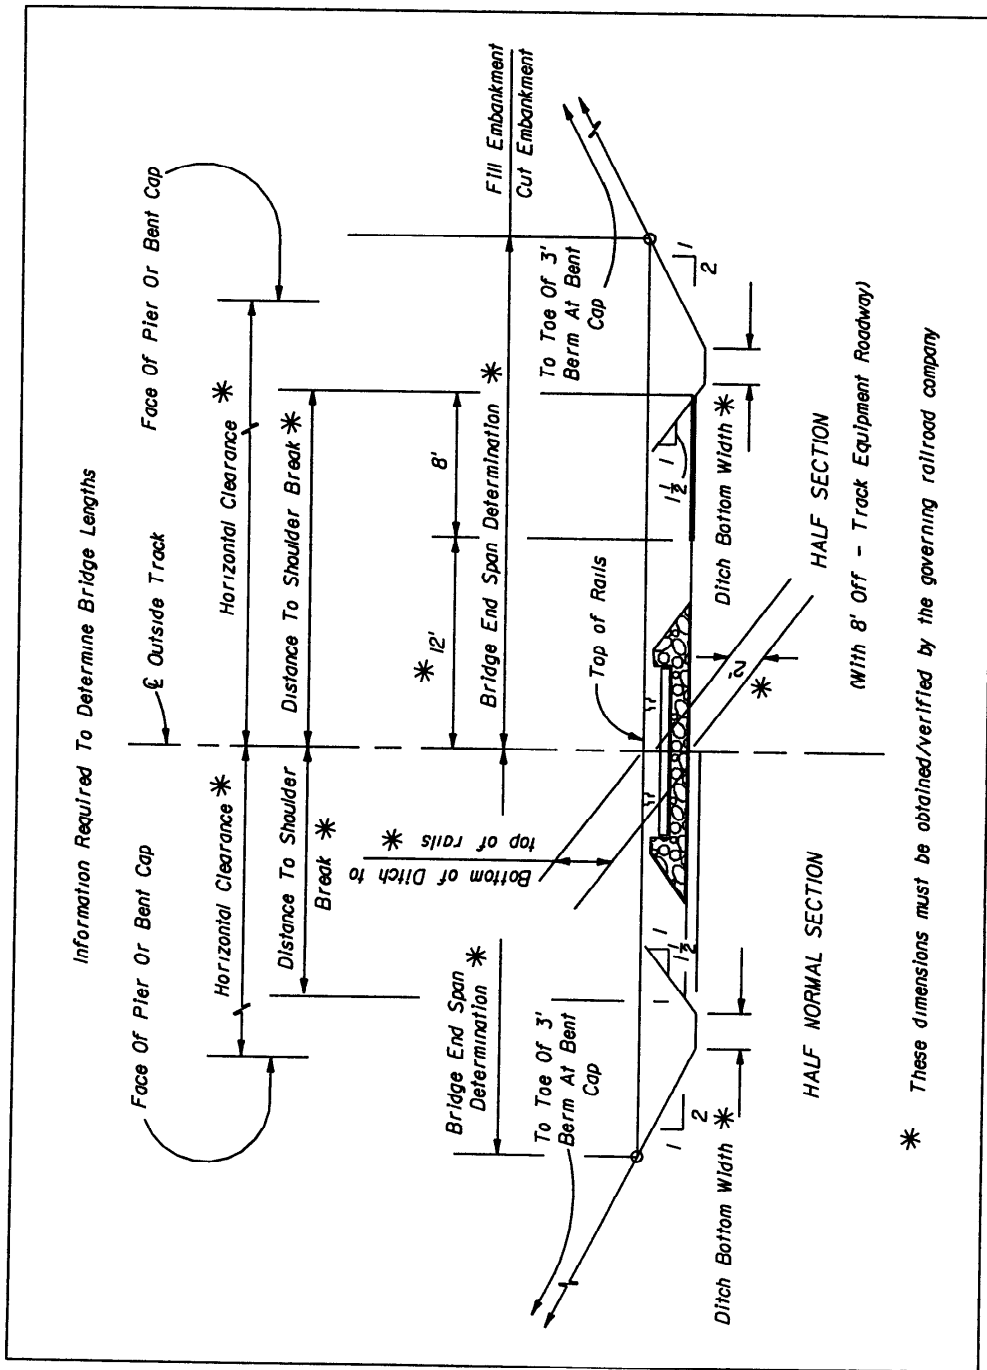 Information Required To Determine Bridge Lengths
Face Of Pier Or Bent Cap
℄ Outside Track
Face Of Pier Or Bent Cap
Horizontal Clearance *
Horizontal Clearance *
Distance To Shoulder
Break *
Distance To Shoulder Break *
* 12'
8'
Bridge End Span
Determination *
Bridge End Span Determination *
Fill Embankment
Cut Embankment
Bottom of Ditch to
top of rails *
To Toe Of 3'
Berm At Bent
Cap
Top of Rails
To Toe Of 3'
Berm At Bent
Cap
1
2
1
1½
1
1½
1
2
2'
*
Ditch Bottom Width *
Ditch Bottom Width *
HALF NORMAL SECTION
HALF SECTION
(With 8' Off - Track Equipment Roadway)
* These dimensions must be obtained/verified by the governing railroad company